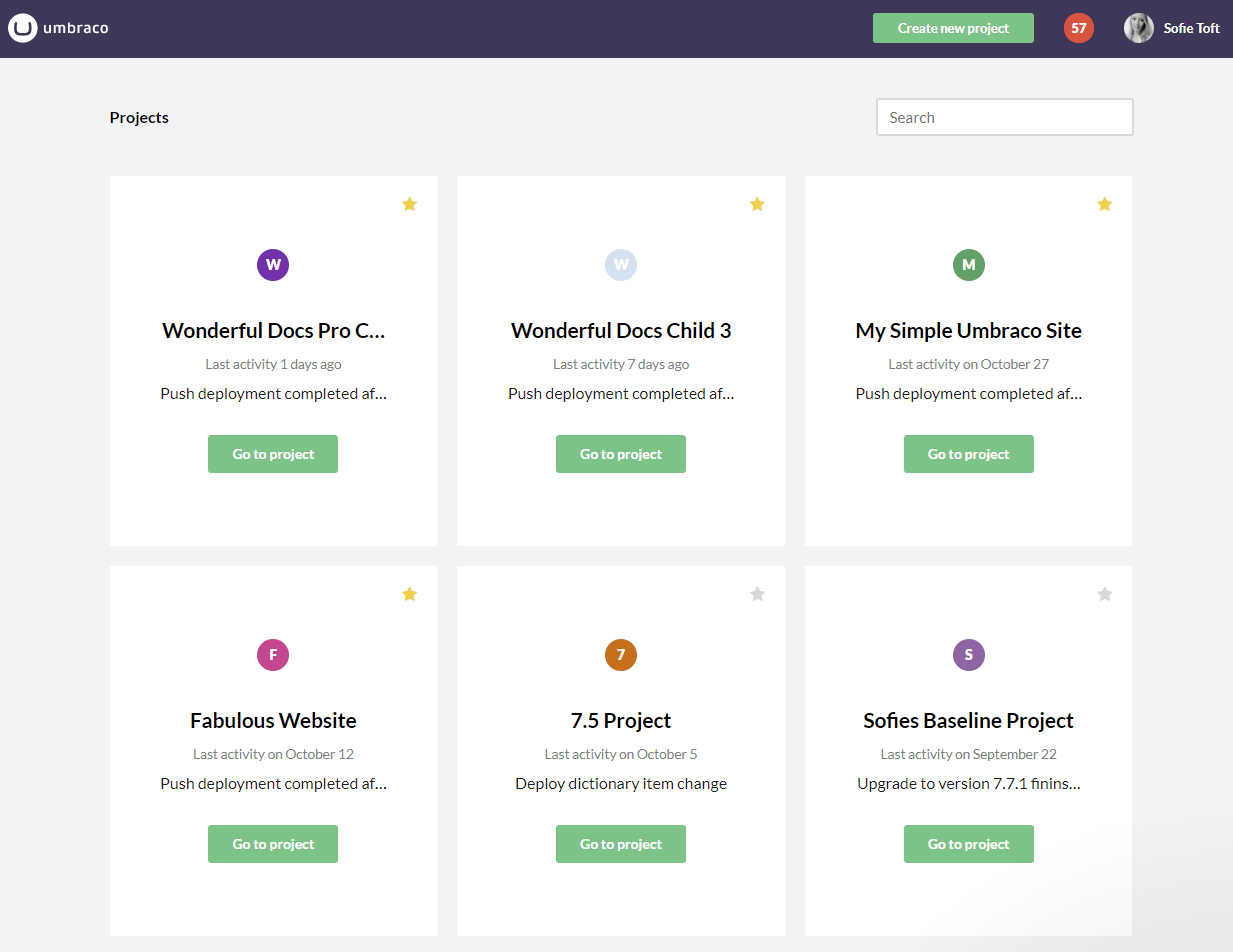 umbraco
Create new project
57
Sofie Toft
Projects
Search
W
Wonderful Docs Pro C...
Last activity 1 days ago
Push deployment completed af...
Go to project
W
Wonderful Docs Child 3
Last activity 7 days ago
Push deployment completed af...
Go to project
M
My Simple Umbraco Site
Last activity on October 27
Push deployment completed af...
Go to project
F
Fabulous Website
Last activity on October 12
Push deployment completed af...
Go to project
7
7.5 Project
Last activity on October 5
Deploy dictionary item change
Go to project
S
Sofies Baseline Project
Last activity on September 22
Upgrade to version 7.7.1 finins...
Go to project